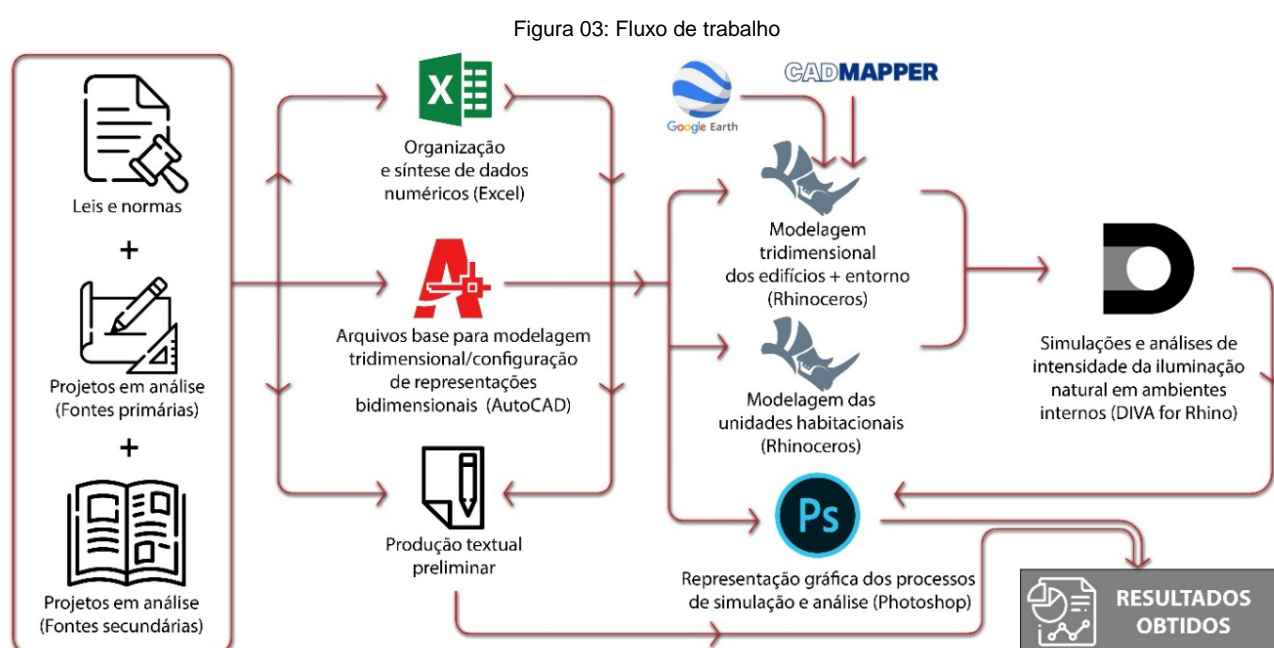 Figura 03: Fluxo de trabalho
Leis e normas
+
Projetos em análise
(Fontes primárias)
+
Projetos em análise
(Fontes secundárias)
X
Organização
e síntese de dados
numéricos (Excel)
Arquivos base para modelagem
tridimensional/configuração
de representações
bidimensionais (AutoCAD)
Produção textual
preliminar
Google Earth
CADMAPPER
Modelagem
tridimensional
dos edifícios + entorno
(Rhinoceros)
Modelagem das
unidades habitacionais
(Rhinoceros)
Ps
Representação gráfica dos processos
de simulação e análise (Photoshop)
Simulações e análises de
intensidade da iluminação
natural em ambientes
internos (DIVA for Rhino)
RESULTADOS
OBTIDOS